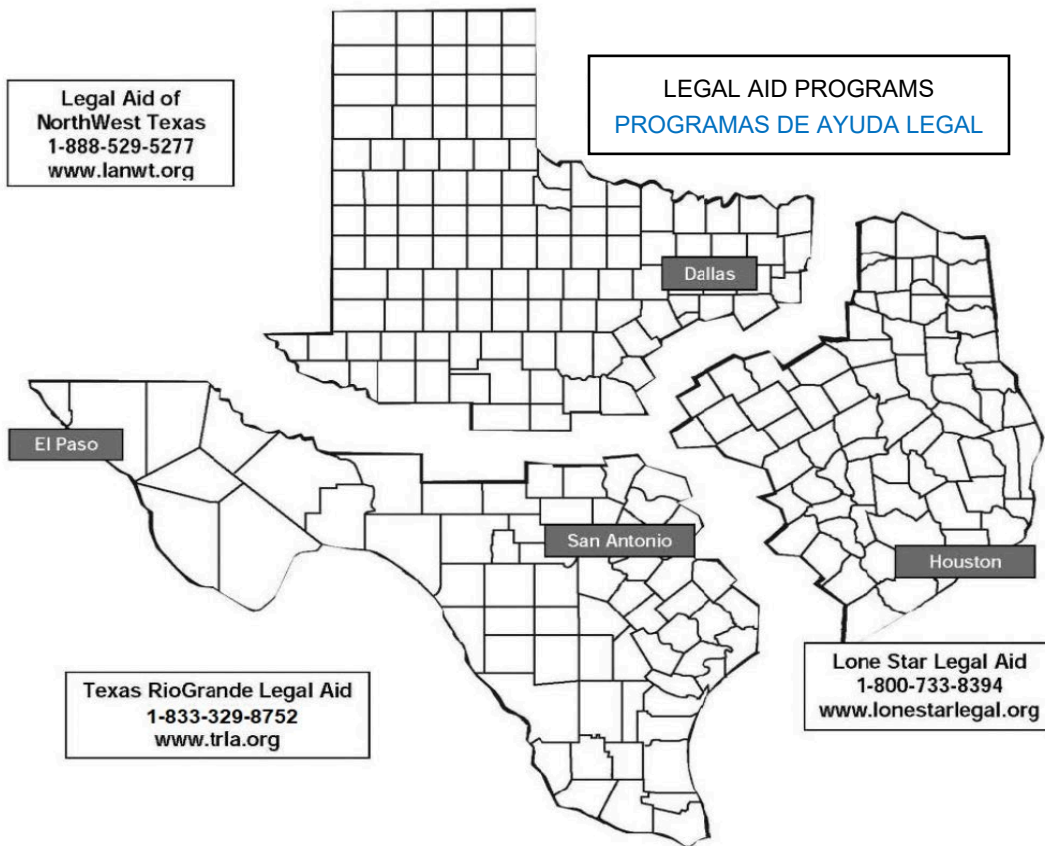 LEGAL AID PROGRAMS
PROGRAMAS DE AYUDA LEGAL
Legal Aid of
NorthWest Texas
1-888-529-5277
www.lanwt.org
Dallas
El Paso
San Antonio
Houston
Texas RioGrande Legal Aid
1-833-329-8752
www.trla.org
Lone Star Legal Aid
1-800-733-8394
www.lonestarlegal.org